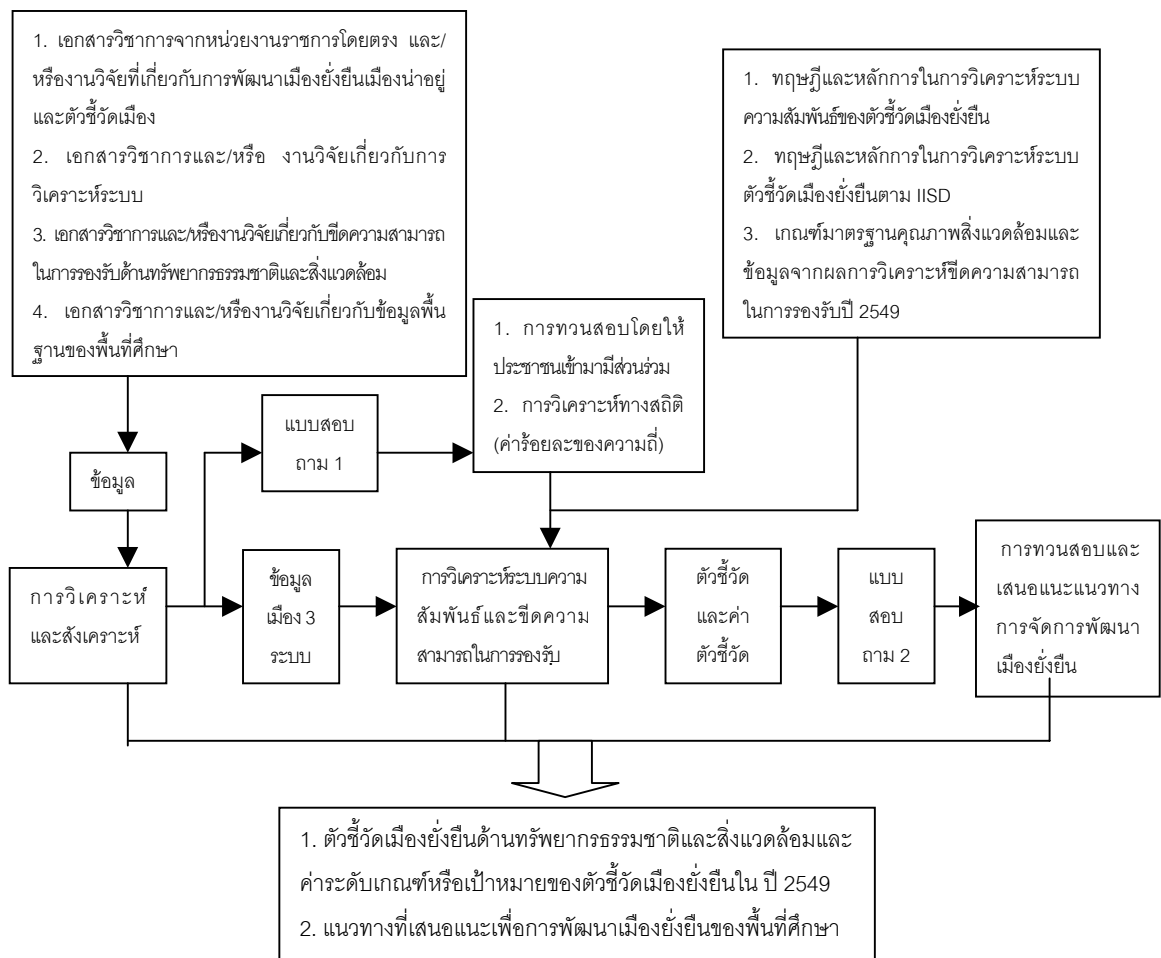 1. เอกสารวิชาการจากหน่วยงานราชการโดยตรง และ/
หรืองานวิจัยที่เกี่ยวกับการพัฒนาเมืองยั่งยืนเมืองน่าอยู่
และตัวชี้วัดเมือง
2. เอกสารวิชาการและ/หรือ งานวิจัยเกี่ยวกับการ
วิเคราะห์ระบบ
3. เอกสารวิชาการและ/หรืองานวิจัยเกี่ยวกับขีดความสามารถ
ในการรองรับด้านทรัพยากรธรรมชาติและสิ่งแวดล้อม
4. เอกสารวิชาการและ/หรืองานวิจัยเกี่ยวกับข้อมูลพื้น
ฐานของพื้นที่ศึกษา
1. ทฤษฎีและหลักการในการวิเคราะห์ระบบ
ความสัมพันธ์ของตัวชี้วัดเมืองยั่งยืน
2. ทฤษฎีและหลักการในการวิเคราะห์ระบบ
ตัวชี้วัดเมืองยั่งยืนตาม IISD
3. เกณฑ์มาตรฐานคุณภาพสิ่งแวดล้อมและ
ข้อมูลจากผลการวิเคราะห์ขีดความสามารถ
ในการรองรับปี 2549
1. การทวนสอบโดยให้
ประชาชนเข้ามามีส่วนร่วม
2. การวิเคราะห์ทางสถิติ
(ค่าร้อยละของความถี่)
แบบสอบ
ถาม 1
ข้อมูล
การวิเคราะห์
และสังเคราะห์
ข้อมูล
เมือง 3
ระบบ
การวิเคราะห์ระบบความ
สัมพันธ์และขีดความ
สามารถในการรองรับ
ตัวชี้วัด
และค่า
ตัวชี้วัด
แบบ
สอบ
ถาม 2
การทวนสอบและ
เสนอแนะแนวทาง
การจัดการพัฒนา
เมืองยั่งยืน
1. ตัวชี้วัดเมืองยั่งยืนด้านทรัพยากรธรรมชาติและสิ่งแวดล้อมและ
ค่าระดับเกณฑ์หรือเป้าหมายของตัวชี้วัดเมืองยั่งยืนใน ปี 2549
2. แนวทางที่เสนอแนะเพื่อการพัฒนาเมืองยั่งยืนของพื้นที่ศึกษา